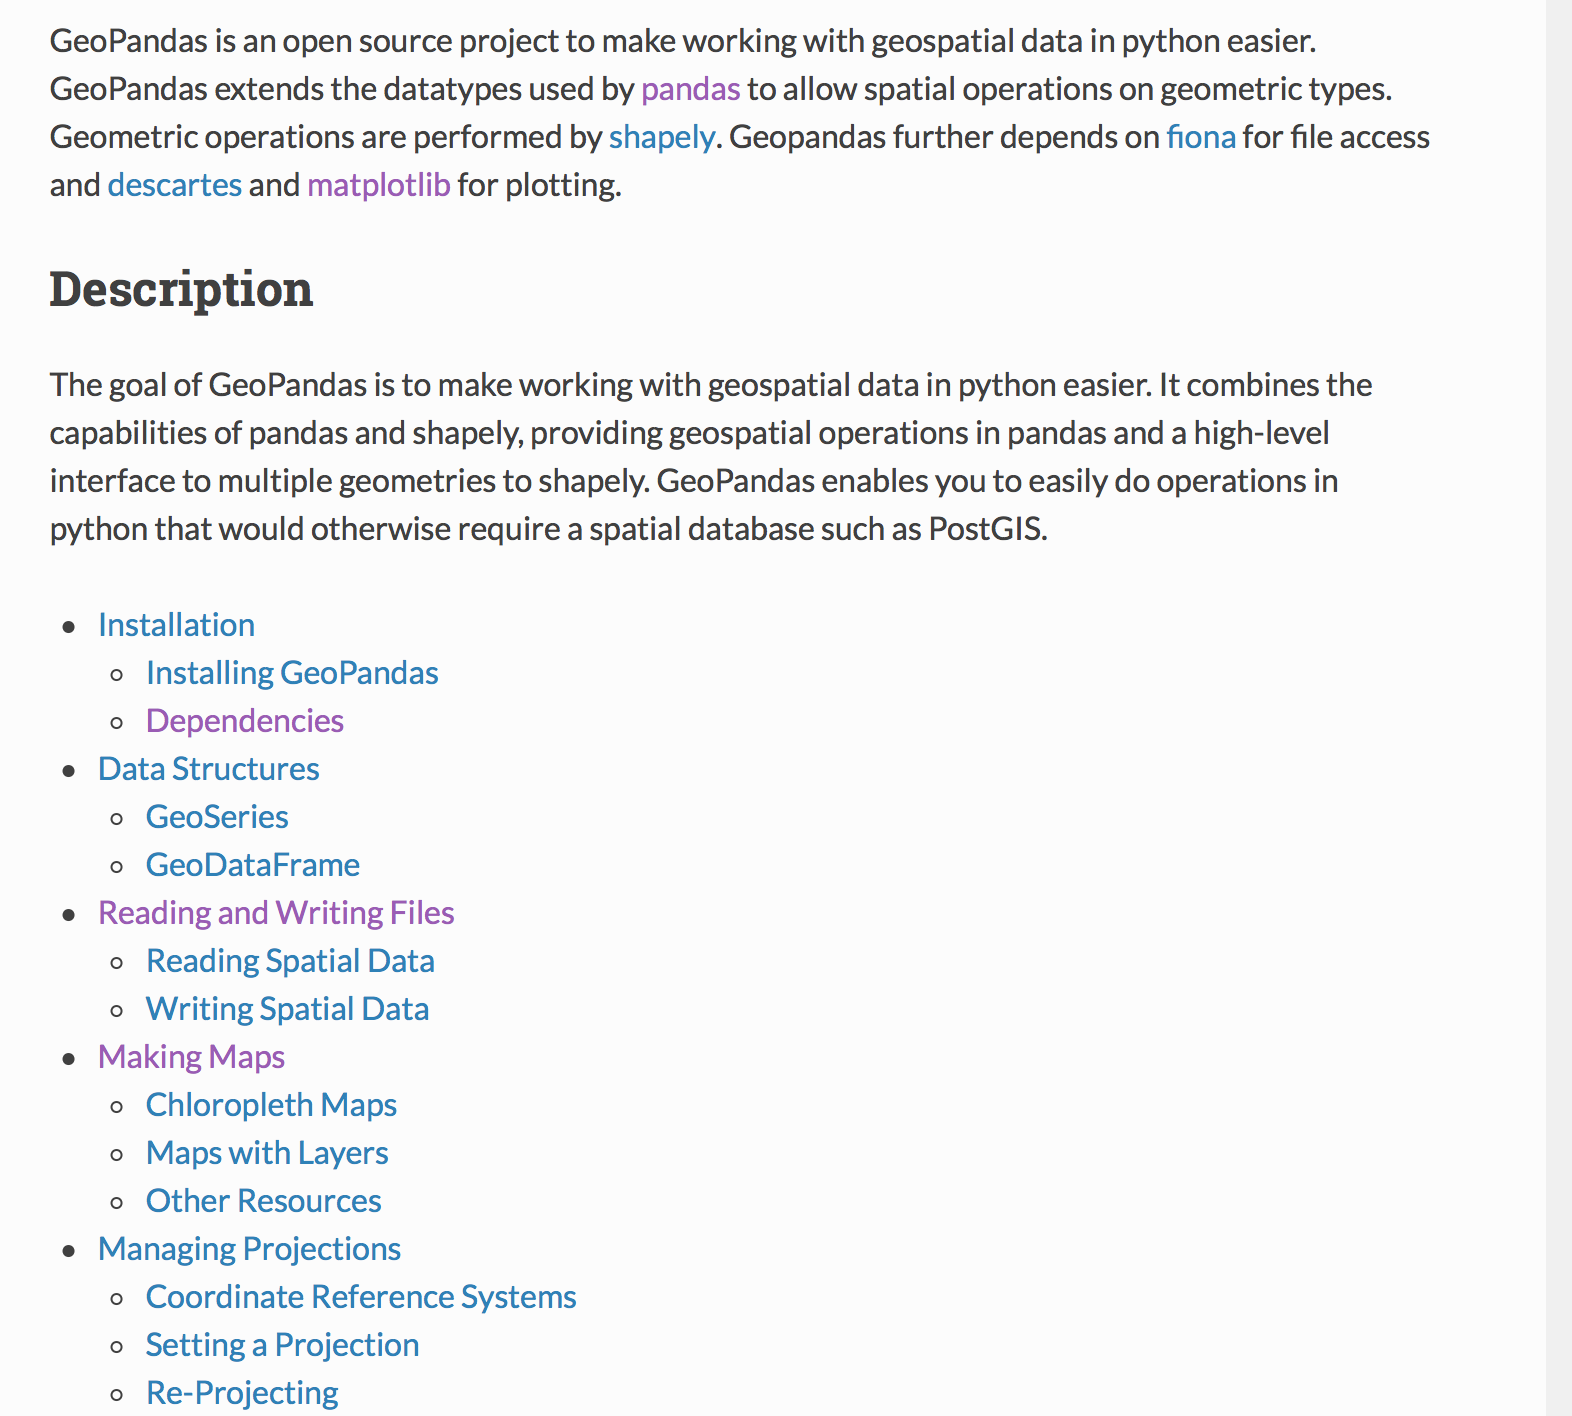 GeoPandas is an open source project to make working with geospatial data in python easier.
GeoPandas extends the datatypes used by pandas to allow spatial operations on geometric types.
Geometric operations are performed by shapely. Geopandas further depends on fiona for file access
and descartes and matplotlib for plotting.
Description
The goal of GeoPandas is to make working with geospatial data in python easier. It combines the
capabilities of pandas and shapely, providing geospatial operations in pandas and a high-level
interface to multiple geometries to shapely. GeoPandas enables you to easily do operations in
python that would otherwise require a spatial database such as PostGIS.
Installation
Installing GeoPandas
Dependencies
Data Structures
GeoSeries
GeoDataFrame
Reading and Writing Files
Reading Spatial Data
Writing Spatial Data
Making Maps
Chloropleth Maps
Maps with Layers
Other Resources
Managing Projections
Coordinate Reference Systems
Setting a Projection
Re-Projecting